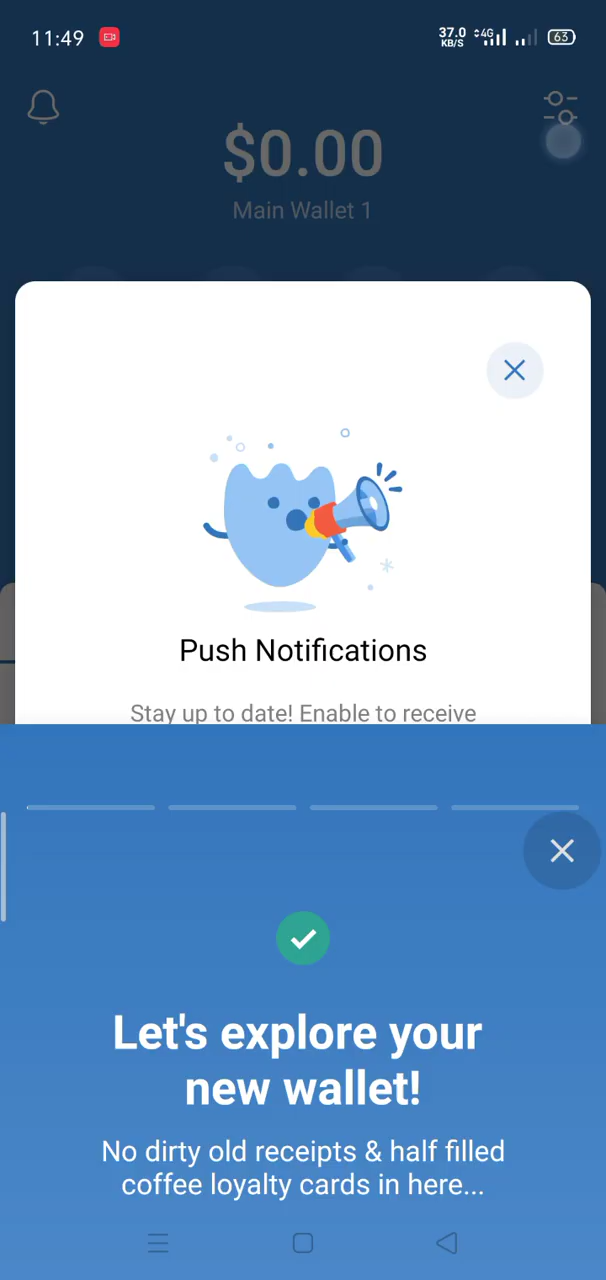 11:49
37.0
KB/S
4G
63
$0.00
Main Wallet 1
Push Notifications
Stay up to date! Enable to receive
Let's explore your
new wallet!
No dirty old receipts & half filled
coffee loyalty cards in here...